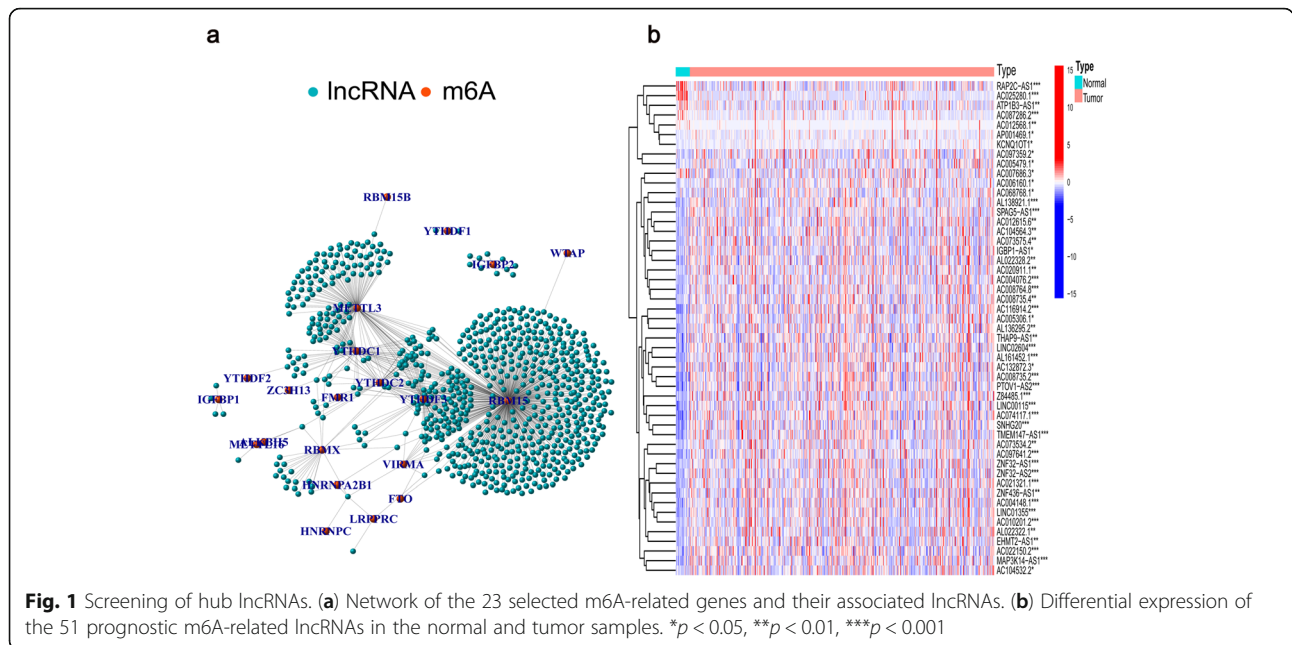 a
b
lncRNA
m6A
RBM15B
YTHDF1
IGFBP2
WTAP
METTL3
YTHDC1
YTHDF2
ZC3H13
YTHDC2
IGFBP1
FMR1
YTHDF3
RBM15
RBMX
VIRMA
HNRNPA2B1
FTO
LRPPRC
HNRNPC
Type
RAP2C−AS1***
AC025280.1***
ATP1B3−AS1**
AC087286.2***
AC012568.1**
AP001469.1*
KCNQ1OT1*
AC097359.2*
AC005479.1*
AC007686.3*
AC006160.1*
AC068768.1*
AL138921.1***
SPAG5−AS1***
AC012615.6**
AC104564.3**
AC073575.4**
IGBP1−AS1*
AL022328.2**
AC020911.1**
AC004076.2***
AC008764.8***
AC008735.4**
AC116914.2***
AC005306.1*
AL136295.2**
THAP9−AS1**
LINC02604***
AL161452.1***
AC132872.3*
AC008735.2***
PTOV1−AS2***
Z84485.1***
LINC00115***
AC074117.1***
SNHG20***
TMEM147−AS1***
AC073534.2**
AC097641.2***
ZNF32−AS1***
ZNF32−AS2***
AC021321.1***
ZNF436−AS1**
AC004148.1***
LINC01355***
AC010201.2***
AL022322.1**
EHMT2−AS1**
AC022150.2***
MAP3K14−AS1***
AC104532.2*
15
10
5
0
−5
−10
−15
Type
Normal
Tumor
Fig. 1 Screening of hub lncRNAs. (a) Network of the 23 selected m6A-related genes and their associated lncRNAs. (b) Differential expression of
the 51 prognostic m6A-related lncRNAs in the normal and tumor samples. *p < 0.05, **p < 0.01, ***p < 0.001